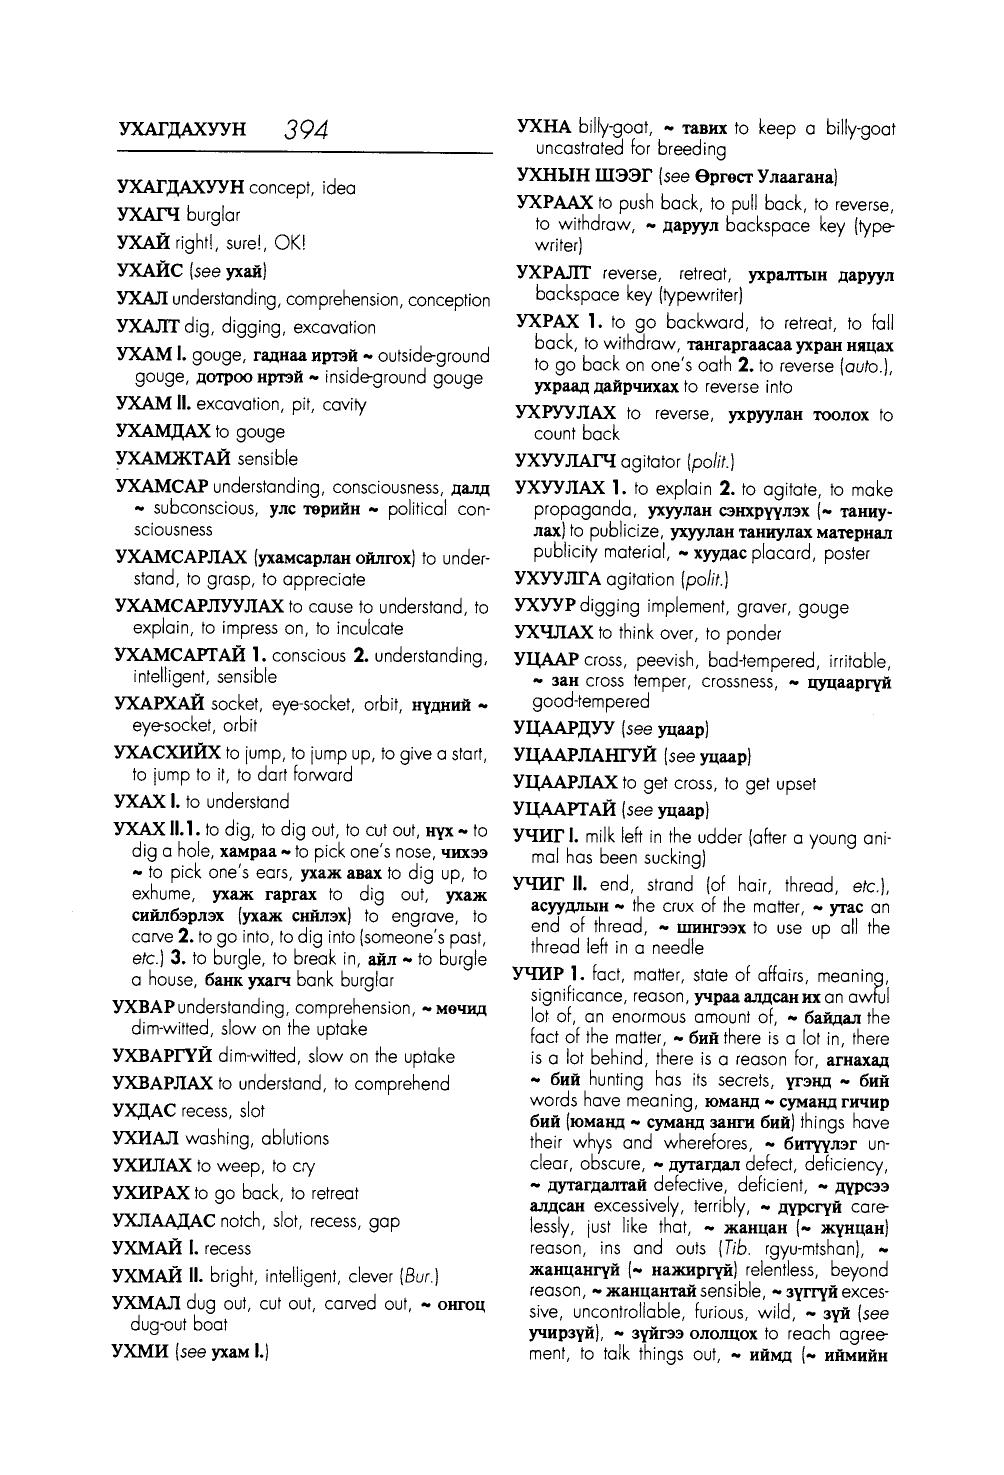 УХАГДАХУУН 394
УХАГДАХУУН concept, idea
УХАГЧ burglar
УХАЙ right!, sure!, OK!
УХАЙС (see ухай)
УХАЛ understanding, comprehension, conception
УХАЛТ dig, digging, excavation
УХАМ I. gouge, гаднаа иртэй ~ outside-ground
gouge, дотроо иртэй ~ inside-ground gouge
УХАМ II. excavation, pit, cavity
УХАМДАХ to gouge
УХАМЖТАЙ sensible
УХАМСАР understanding, consciousness, далд
~ subconscious, улс төрийн ~ political con-
sciousness
УХАМСАРЛАХ (ухамсарлан ойлгох) to under-
stand, to grasp, to appreciate
УХАМСАРЛУУЛАХ to cause to understand, to
explain, to impress on, to inculcate
УХАМСАРТАЙ 1. conscious 2. understanding,
intelligent, sensible
УХАРХАЙ socket, eye-socket, orbit, нүдний ~
eye-socket, orbit
УХАСХИЙХ to jump, to jump up, to give a start,
to jump to it, to dart forward
УХАХ I. to understand
УХАХ II.1. to dig, to dig out, to cut out, нүх ~ to
dig a hole, хамраа ~ to pick one's nose, чихээ
~ to pick one's ears, ухаж авах to dig up, to
exhume, ухаж гаргах to dig out, ухаж
сийлбэрлэх (ухаж сийлэх) to engrave, to
carve 2. to go into, to dig into (someone's past,
etc.) 3. to burgle, to break in, айл ~ to burgle
a house, банк ухагч bank burglar
УХВАР understanding, comprehension, ~ мөчид
dim-witted, slow on the uptake
УХВАРГҮЙ dim-witted, slow on the uptake
УХВАРЛАХ to understand, to comprehend
УХДАС recess, slot
УХИАЛ washing, ablutions
УХИЛАХ to weep, to cry
УХИРАХ to go back, to retreat
УХЛААДАС notch, slot, recess, gap
УХМАЙ I. recess
УХМАЙ II. bright, intelligent, clever (Bur.)
УХМАЛ dug out, cut out, carved out, ~ онгоц
dug-out boat
УХМИ (see ухам I.)
УХНА billy-goat, ~ тавих to keep a billy-goat
uncastrated for breeding
УХНЫН ШЭЭГ (see Өргөст Улаагана)
УХРААХ to push back, to pull back, to reverse,
to withdraw, ~ даруул backspace key (type-
writer)
УХРАЛТ reverse, retreat, ухралтын даруул
backspace key (typewriter)
УХРАХ 1. to go backward, to retreat, to fall
back, to withdraw, тангаргаасаа ухран няцах
to go back on one's oath 2. to reverse (auto.),
ухраад дайрчихах to reverse into
УХРУУЛАХ to reverse, ухруулан тоолох to
count back
УХУУЛАГЧ agitator (polit.)
УХУУЛАХ 1. to explain 2. to agitate, to make
propaganda, ухуулан сэнхрүүлэх (~ таниу-
лах) to publicize, ухуулан таниулах материал
publicity material, ~ хуудас placard, poster
УХУУЛГА agitation (polit.)
УХУУР digging implement, graver, gouge
УХЧЛАХ to think over, to ponder
УЦААР cross, peevish, bad-tempered, irritable,
~ зан cross temper, crossness, ~ цуцааргүй
good-tempered
УЦААРДУУ (see уцаар)
УЦААРЛАНГУЙ (see уцаар)
УЦААРЛАХ to get cross, to get upset
УЦААРТАЙ (see уцаар)
УЧИГ I. milk left in the udder (after a young ani-
mal has been sucking)
УЧИГ II. end, strand (of hair, thread, etc.),
асуудлын ~ the crux of the matter, ~ утас an
end of thread, ~ шингээх to use up all the
thread left in a needle
УЧИР 1. fact, matter, state of affairs, meaning,
significance, reason, учраа алдсан их an awful
lot of, an enormous amount of, ~ байдал the
fact of the matter, ~ бий there is a lot in, there
is a lot behind, there is a reason for, агнахад
~ бий hunting has its secrets, үгэнд ~ бий
words have meaning, юманд ~ суманд гичир
бий (юманд ~ суманд занги бий) things have
their whys and wherefores, ~ битүүлэг un-
clear, obscure, ~ дутагдал defect, deficiency,
~ дутагдалтай defective, deficient, ~ дүрсээ
алдсан excessively, terribly, ~ дүрсгүй care-
lessly, just like that, ~ жанцан (~ жүнцан)
reason, ins and outs (Tib. rgyu-mtshan), ~
жанцангүй (~ нажиргүй) relentless, beyond
reason, ~ жанцантай sensible, ~ зүггүй exces-
sive, uncontrollable, furious, wild, ~ зүй (see
учирзүй), ~ зүйгээ ололцох to reach agree-
ment, to talk things out, ~ иймд (~ иймийн